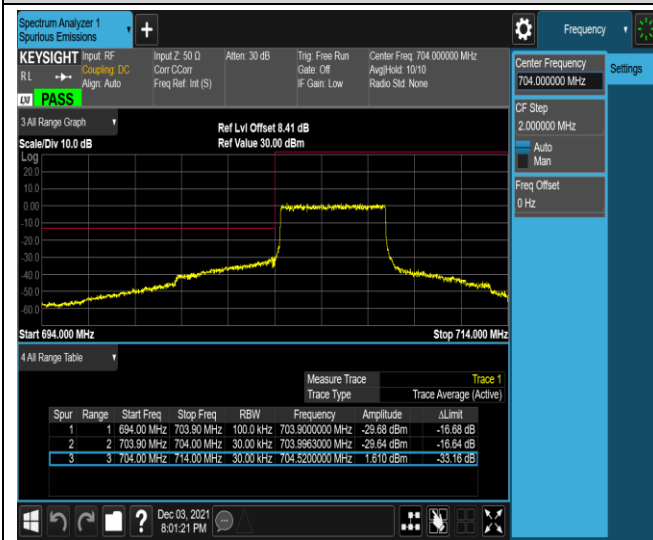 Spectrum Analyzer 1
Spurious Emissions
Frequency
KEYSIGHT
RL
LXI PASS
Input: RF
Coupling: DC
Align: Auto
Input Z: 50 Ω
Corr CCorr
Freq Ref: Int (S)
Atten: 30 dB
Trig: Free Run
Gate: Off
IF Gain: Low
Center Freq: 704.000000 MHz
Avg|Hold: 10/10
Radio Std: None
Center Frequency
704.000000 MHz
Settings
CF Step
2.000000 MHz
Auto
Man
Freq Offset
0 Hz
3 All Range Graph
Scale/Div 10.0 dB
Ref Lvl Offset 8.41 dB
Ref Value 30.00 dBm
Log
20.0
10.0
0.00
-10.0
-20.0
-30.0
-40.0
-50.0
-60.0
Start 694.000 MHz
Stop 714.000 MHz
4 All Range Table
Measure Trace Trace 1
Trace Type Trace Average (Active)
Spur Range Start Freq Stop Freq RBW Frequency Amplitude ΔLimit
1 1 694.00 MHz 703.90 MHz 100.0 kHz 703.9000000 MHz -29.68 dBm -16.68 dB
2 2 703.90 MHz 704.00 MHz 30.00 kHz 703.9963000 MHz -29.64 dBm -16.64 dB
3 3 704.00 MHz 714.00 MHz 30.00 kHz 704.5200000 MHz 1.610 dBm -33.16 dB
Dec 03, 2021
8:01:21 PM